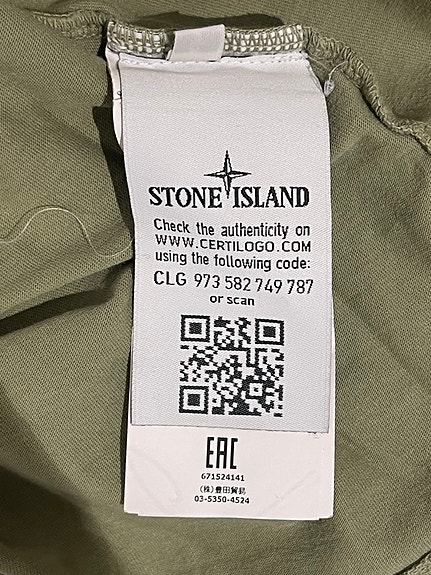 STONE ISLAND
Check the authenticity on
WWW.CERTILOGO.COM
using the following code:
CLG 973 582 749 787
or scan
EAC
671524141
(株)豊田貿易
03-5350-4524